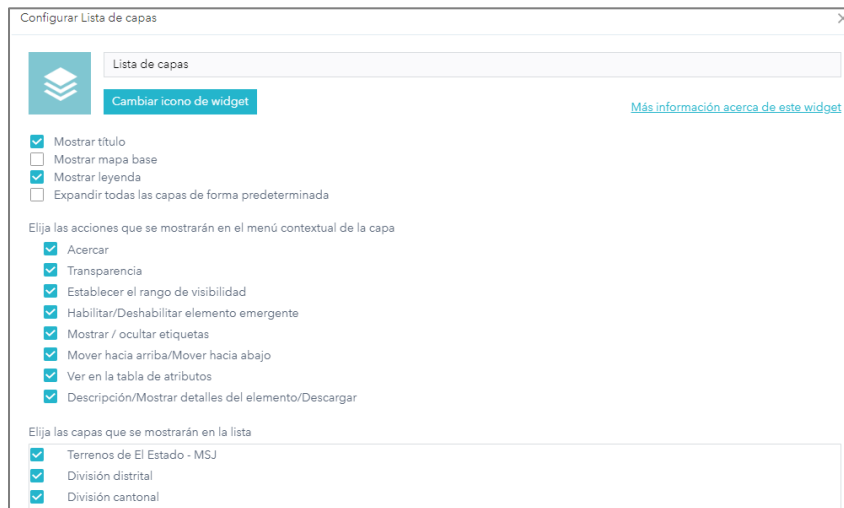 Configurar Lista de capas
Lista de capas
Cambiar icono de widget
Más información acerca de este widget
Mostrar título
Mostrar mapa base
Mostrar leyenda
Expandir todas las capas de forma predeterminada
Elija las acciones que se mostrarán en el menú contextual de la capa
Acercar
Transparencia
Establecer el rango de visibilidad
Habilitar/Deshabilitar elemento emergente
Mostrar / ocultar etiquetas
Mover hacia arriba/Mover hacia abajo
Ver en la tabla de atributos
Descripción/Mostrar detalles del elemento/Descargar
Elija las capas que se mostrarán en la lista
Terrenos de El Estado - MSJ
División distrital
División cantonal